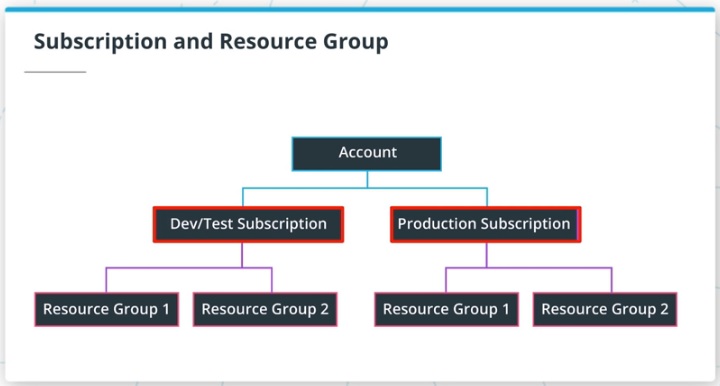 Subscription and Resource Group
Account
Dev/Test Subscription
Production Subscription
Resource Group 1
Resource Group 2
Resource Group 1
Resource Group 2